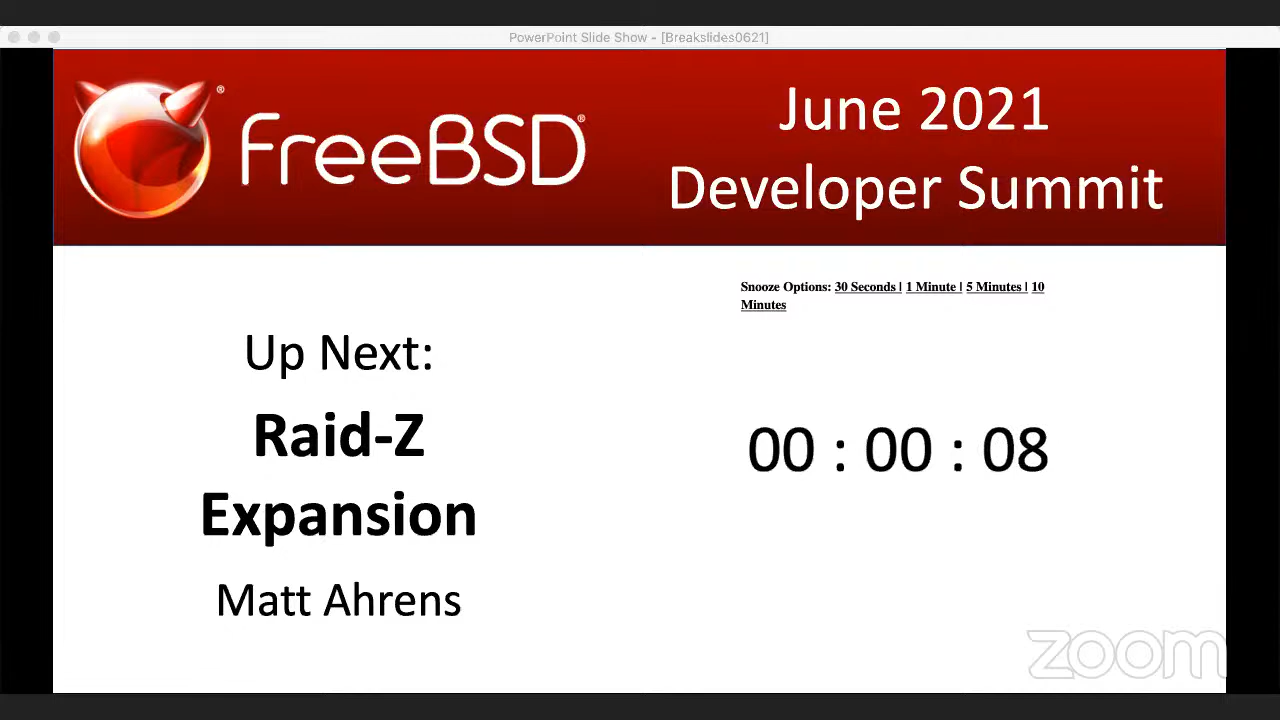 PowerPoint Slide Show - [Breakslides0621]
FreeBSD®
®
June 2021
Developer Summit
Snooze Options: 30 Seconds | 1 Minute | 5 Minutes | 10
Minutes
Up Next:
Raid-Z
Expansion
Matt Ahrens
00 : 00 : 08
zoom